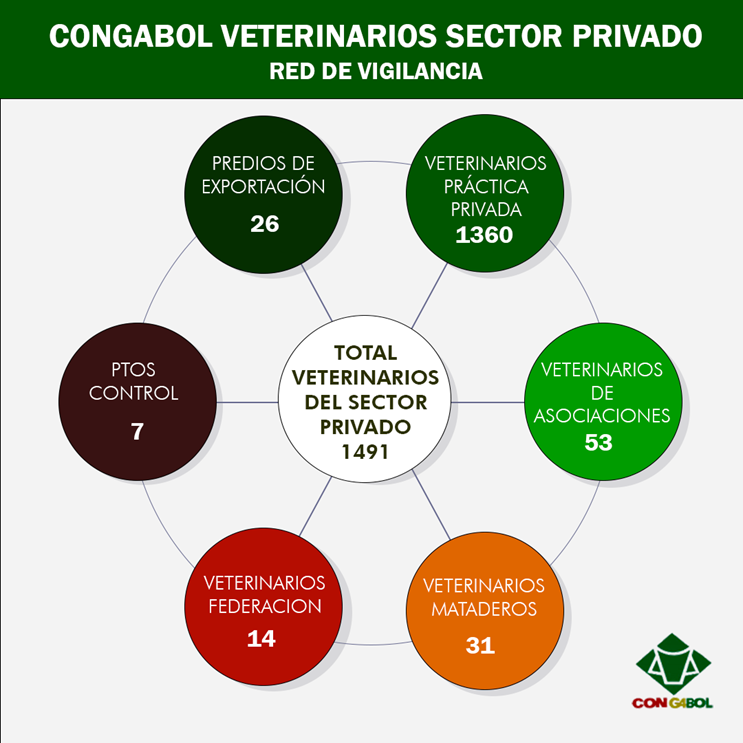 CONGABOL VETERINARIOS SECTOR PRIVADO
RED DE VIGILANCIA
PREDIOS DE
EXPORTACIÓN
26
VETERINARIOS
PRÁCTICA
PRIVADA
1360
PTOS
CONTROL
7
TOTAL
VETERINARIOS
DEL SECTOR
PRIVADO
1491
VETERINARIOS
DE
ASOCIACIONES
53
VETERINARIOS
FEDERACION
14
VETERINARIOS
MATADEROS
31
CONGABOL